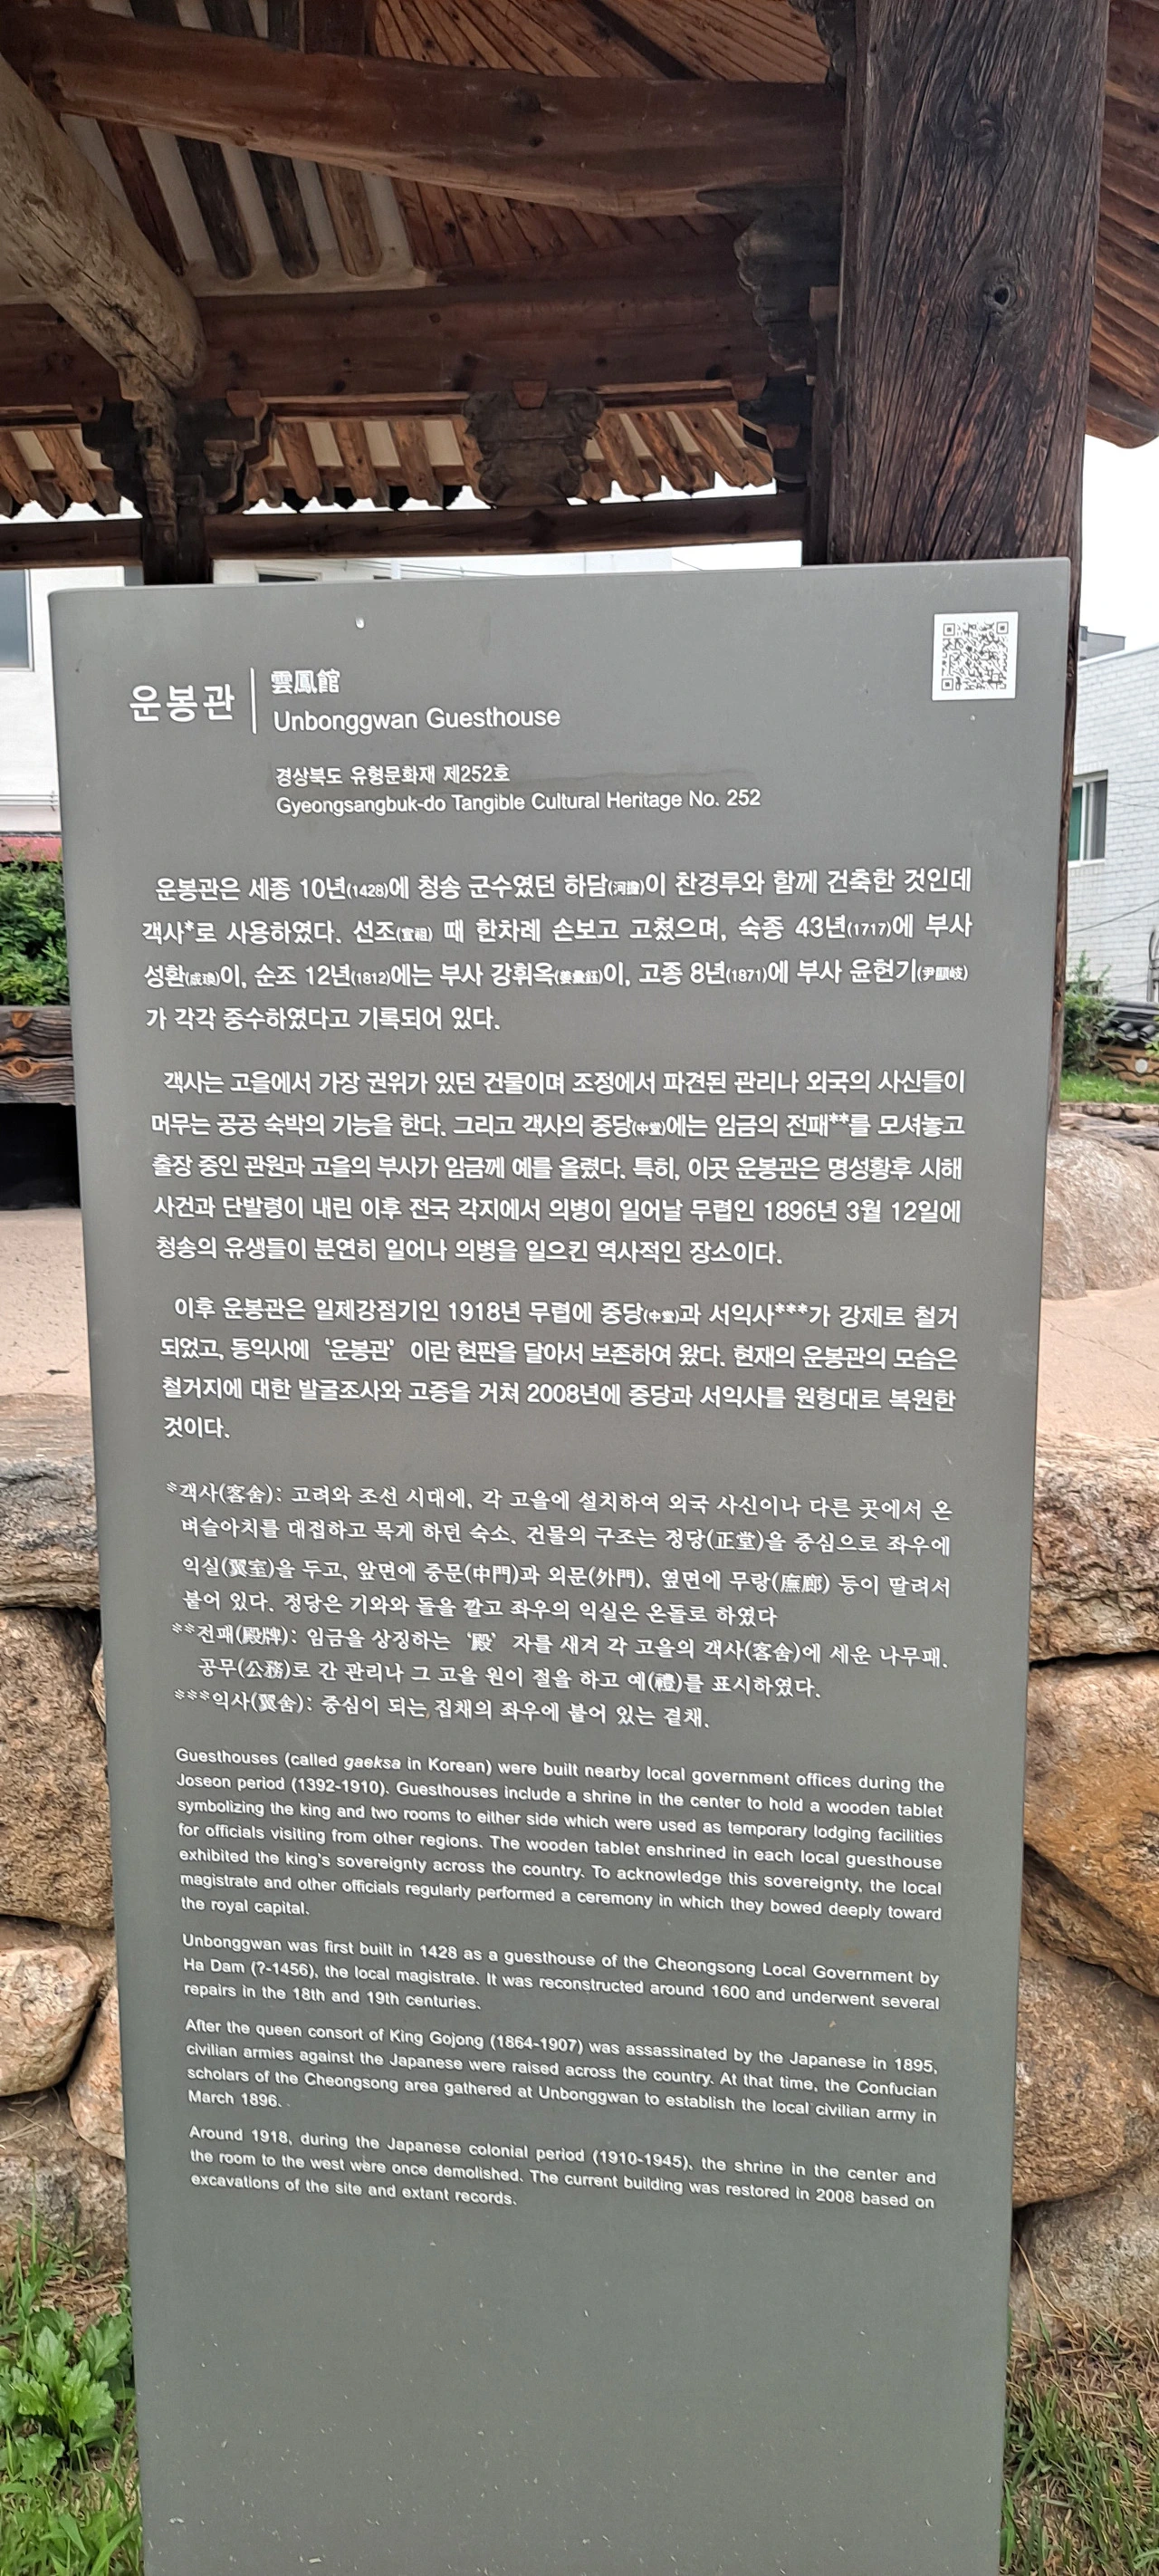 운봉관
雲鳳館
Unbonggwan Guesthouse
경상북도 유형문화재 제252호
Gyeongsangbuk-do Tangible Cultural Heritage No. 252
운봉관은 세종 10년(1428)에 청송 군수였던 하담(河擔)이 찬경루와 함께 건축한 것인데
객사*로 사용하였다. 선조(宣祖) 때 한차례 손보고 고쳤으며, 숙종 43년(1717)에 부사
성환(成瓛)이, 순조 12년(1812)에는 부사 강휘옥(姜彙鈺)이, 고종 8년(1871)에 부사 윤현기(尹顯岐)
가 각각 중수하였다고 기록되어 있다.
객사는 고을에서 가장 권위가 있던 건물이며 조정에서 파견된 관리나 외국의 사신들이
머무는 공공 숙박의 기능을 한다. 그리고 객사의 중당(中堂)에는 임금의 전패**를 모셔놓고
출장 중인 관원과 고을의 부사가 임금께 예를 올렸다. 특히, 이곳 운봉관은 명성황후 시해
사건과 단발령이 내린 이후 전국 각지에서 의병이 일어날 무렵인 1896년 3월 12일에
청송의 유생들이 분연히 일어나 의병을 일으킨 역사적인 장소이다.
이후 운봉관은 일제강점기인 1918년 무렵에 중당(中堂)과 서익사***가 강제로 철거
되었고, 동익사에 ‘운봉관’이란 현판을 달아서 보존하여 왔다. 현재의 운봉관의 모습은
철거지에 대한 발굴조사와 고증을 거쳐 2008년에 중당과 서익사를 원형대로 복원한
것이다.
*객사(客舍): 고려와 조선 시대에, 각 고을에 설치하여 외국 사신이나 다른 곳에서 온
벼슬아치를 대접하고 묵게 하던 숙소. 건물의 구조는 정당(正堂)을 중심으로 좌우에
익실(翼室)을 두고, 앞면에 중문(中門)과 외문(外門), 옆면에 무랑(廡廊) 등이 딸려서
붙어 있다. 정당은 기와와 돌을 깔고 좌우의 익실은 온돌로 하였다
**전패(殿牌): 임금을 상징하는 ‘殿’자를 새겨 각 고을의 객사(客舍)에 세운 나무패.
공무(公務)로 간 관리나 그 고을 원이 절을 하고 예(禮)를 표시하였다.
***익사(翼舍): 중심이 되는 집채의 좌우에 붙어 있는 곁채.
Guesthouses (called gaeksa in Korean) were built nearby local government offices during the
Joseon period (1392-1910). Guesthouses include a shrine in the center to hold a wooden tablet
symbolizing the king and two rooms to either side which were used as temporary lodging facilities
for officials visiting from other regions. The wooden tablet enshrined in each local guesthouse
exhibited the king's sovereignty across the country. To acknowledge this sovereignty, the local
magistrate and other officials regularly performed a ceremony in which they bowed deeply toward
the royal capital.
Unbonggwan was first built in 1428 as a guesthouse of the Cheongsong Local Government by
Ha Dam (?-1456), the local magistrate. It was reconstructed around 1600 and underwent several
repairs in the 18th and 19th centuries.
After the queen consort of King Gojong (1864-1907) was assassinated by the Japanese in 1895,
civilian armies against the Japanese were raised across the country. At that time, the Confucian
scholars of the Cheongsong area gathered at Unbonggwan to establish the local civilian army in
March 1896.
Around 1918, during the Japanese colonial period (1910-1945), the shrine in the center and
the room to the west were once demolished. The current building was restored in 2008 based on
excavations of the site and extant records.